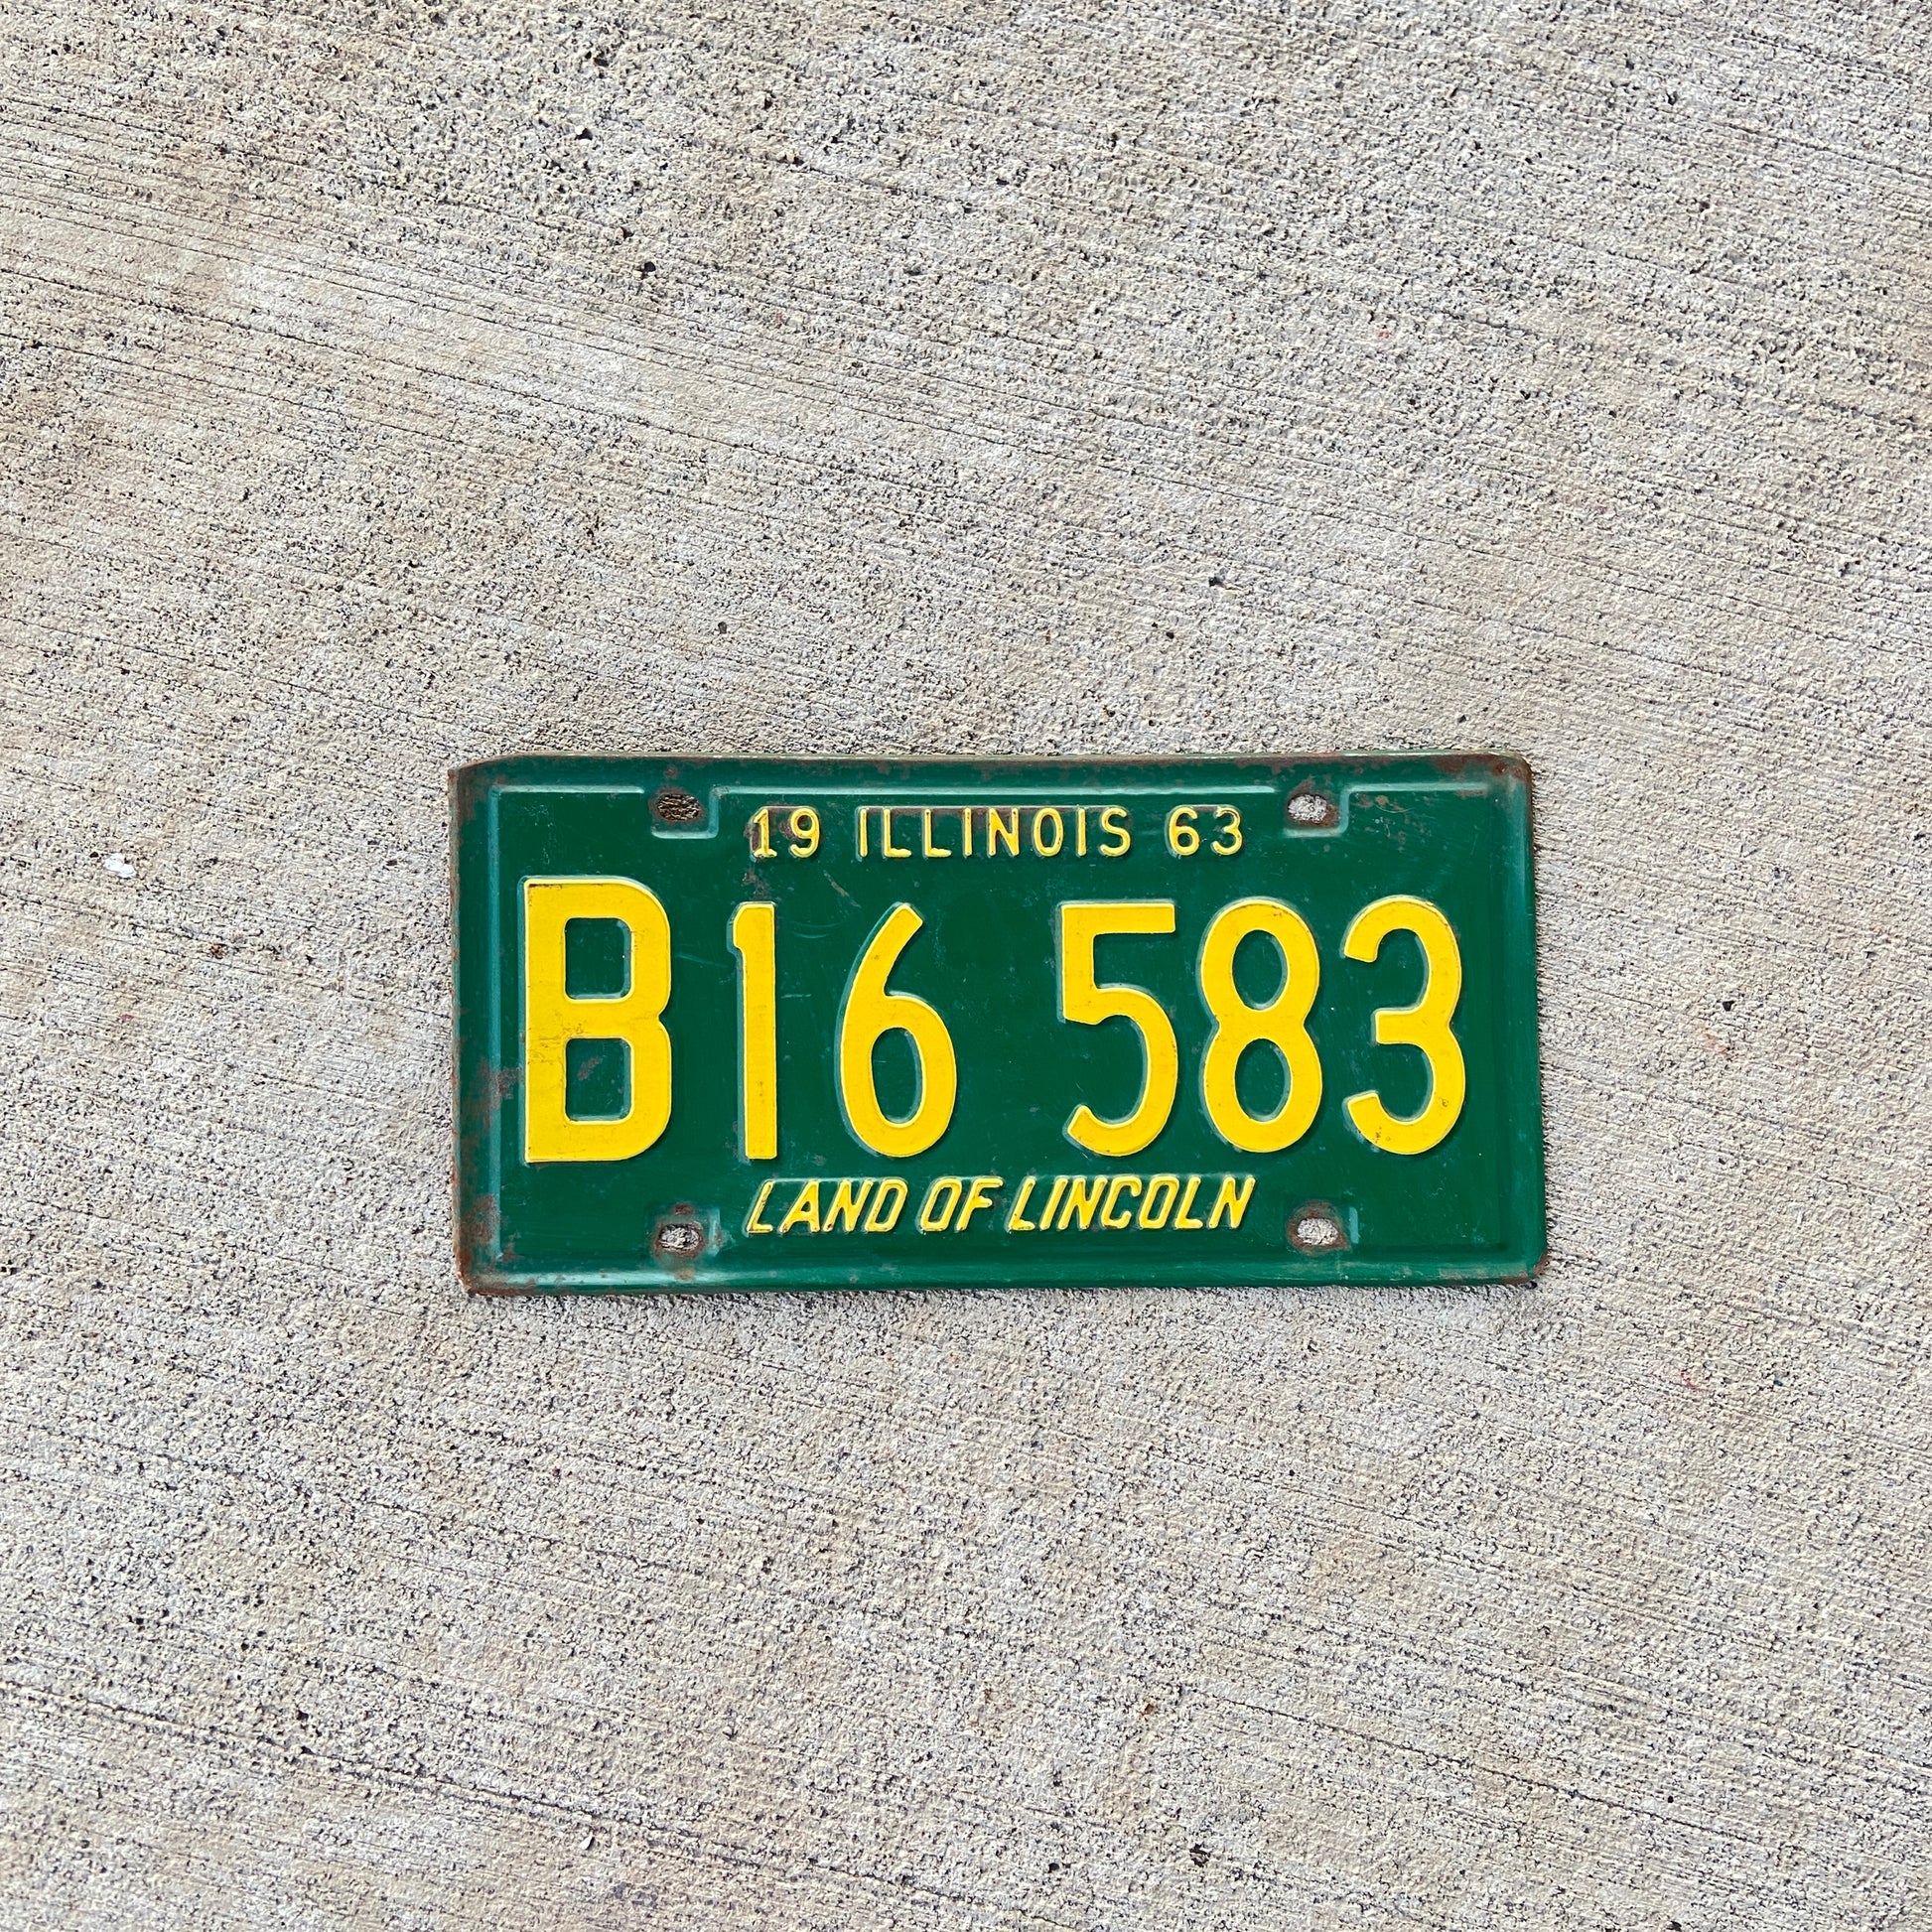 19 ILLINOIS 63
B16 583
LAND OF LINCOLN